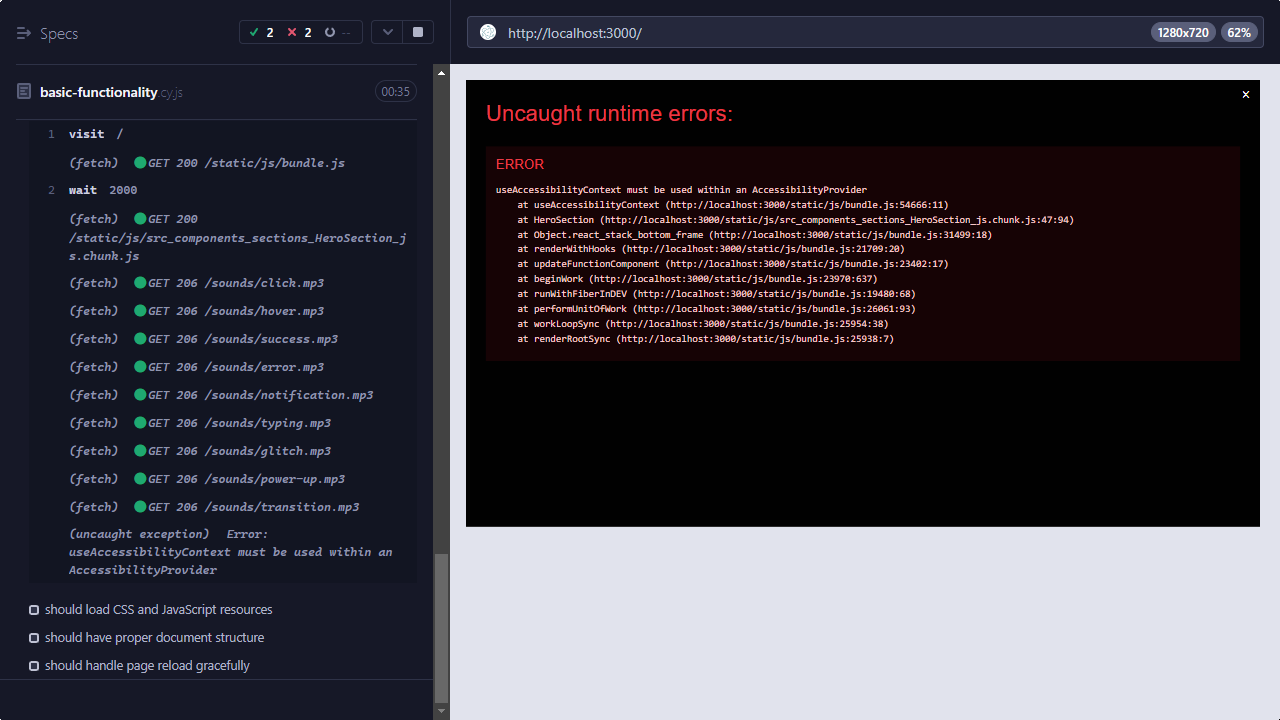 Specs
2
2
--
basic-functionality.cy.js
00:35
1 visit /
(fetch) GET 200 /static/js/bundle.js
2 wait 2000
(fetch) GET 200
/static/js/src_components_sections_HeroSection_j
s.chunk.js
(fetch) GET 206 /sounds/click.mp3
(fetch) GET 206 /sounds/hover.mp3
(fetch) GET 206 /sounds/success.mp3
(fetch) GET 206 /sounds/error.mp3
(fetch) GET 206 /sounds/notification.mp3
(fetch) GET 206 /sounds/typing.mp3
(fetch) GET 206 /sounds/glitch.mp3
(fetch) GET 206 /sounds/power-up.mp3
(fetch) GET 206 /sounds/transition.mp3
(uncaught exception) Error:
useAccessibilityContext must be used within an
AccessibilityProvider
should load CSS and JavaScript resources
should have proper document structure
should handle page reload gracefully
http://localhost:3000/
1280x720
62%
Uncaught runtime errors:
ERROR
useAccessibilityContext must be used within an AccessibilityProvider
at useAccessibilityContext (http://localhost:3000/static/js/bundle.js:54666:11)
at HeroSection (http://localhost:3000/static/js/src_components_sections_HeroSection_js.chunk.js:47:94)
at Object.react_stack_bottom_frame (http://localhost:3000/static/js/bundle.js:31499:18)
at renderWithHooks (http://localhost:3000/static/js/bundle.js:21709:20)
at updateFunctionComponent (http://localhost:3000/static/js/bundle.js:23402:17)
at beginWork (http://localhost:3000/static/js/bundle.js:23970:637)
at runWithFiberInDEV (http://localhost:3000/static/js/bundle.js:19480:68)
at performUnitOfWork (http://localhost:3000/static/js/bundle.js:26061:93)
at workLoopSync (http://localhost:3000/static/js/bundle.js:25954:38)
at renderRootSync (http://localhost:3000/static/js/bundle.js:25938:7)